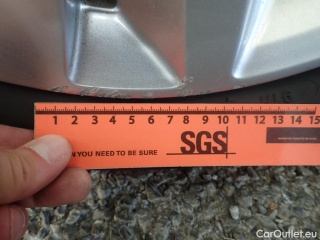 1 2 3 4 5 6 7 8 9 10 11 12 13 14 15
EN YOU NEED TO BE SURE
SGS
CarOutlet.eu